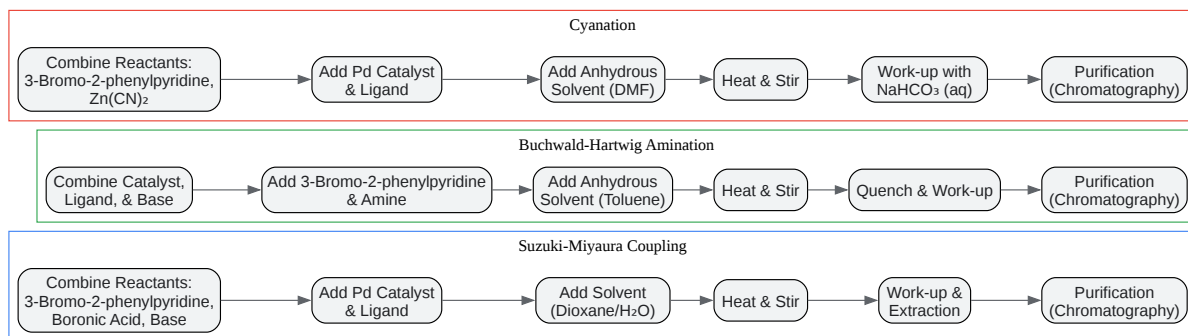 Cyanation
Combine Reactants:
3-Bromo-2-phenylpyridine,
Zn(CN)₂
Add Pd Catalyst
& Ligand
Add Anhydrous
Solvent (DMF)
Heat & Stir
Work-up with
NaHCO₃ (aq)
Purification
(Chromatography)
Buchwald-Hartwig Amination
Combine Catalyst,
Ligand, & Base
Add 3-Bromo-2-phenylpyridine
& Amine
Add Anhydrous
Solvent (Toluene)
Heat & Stir
Quench & Work-up
Purification
(Chromatography)
Suzuki-Miyaura Coupling
Combine Reactants:
3-Bromo-2-phenylpyridine,
Boronic Acid, Base
Add Pd Catalyst
& Ligand
Add Solvent
(Dioxane/H₂O)
Heat & Stir
Work-up &
Extraction
Purification
(Chromatography)